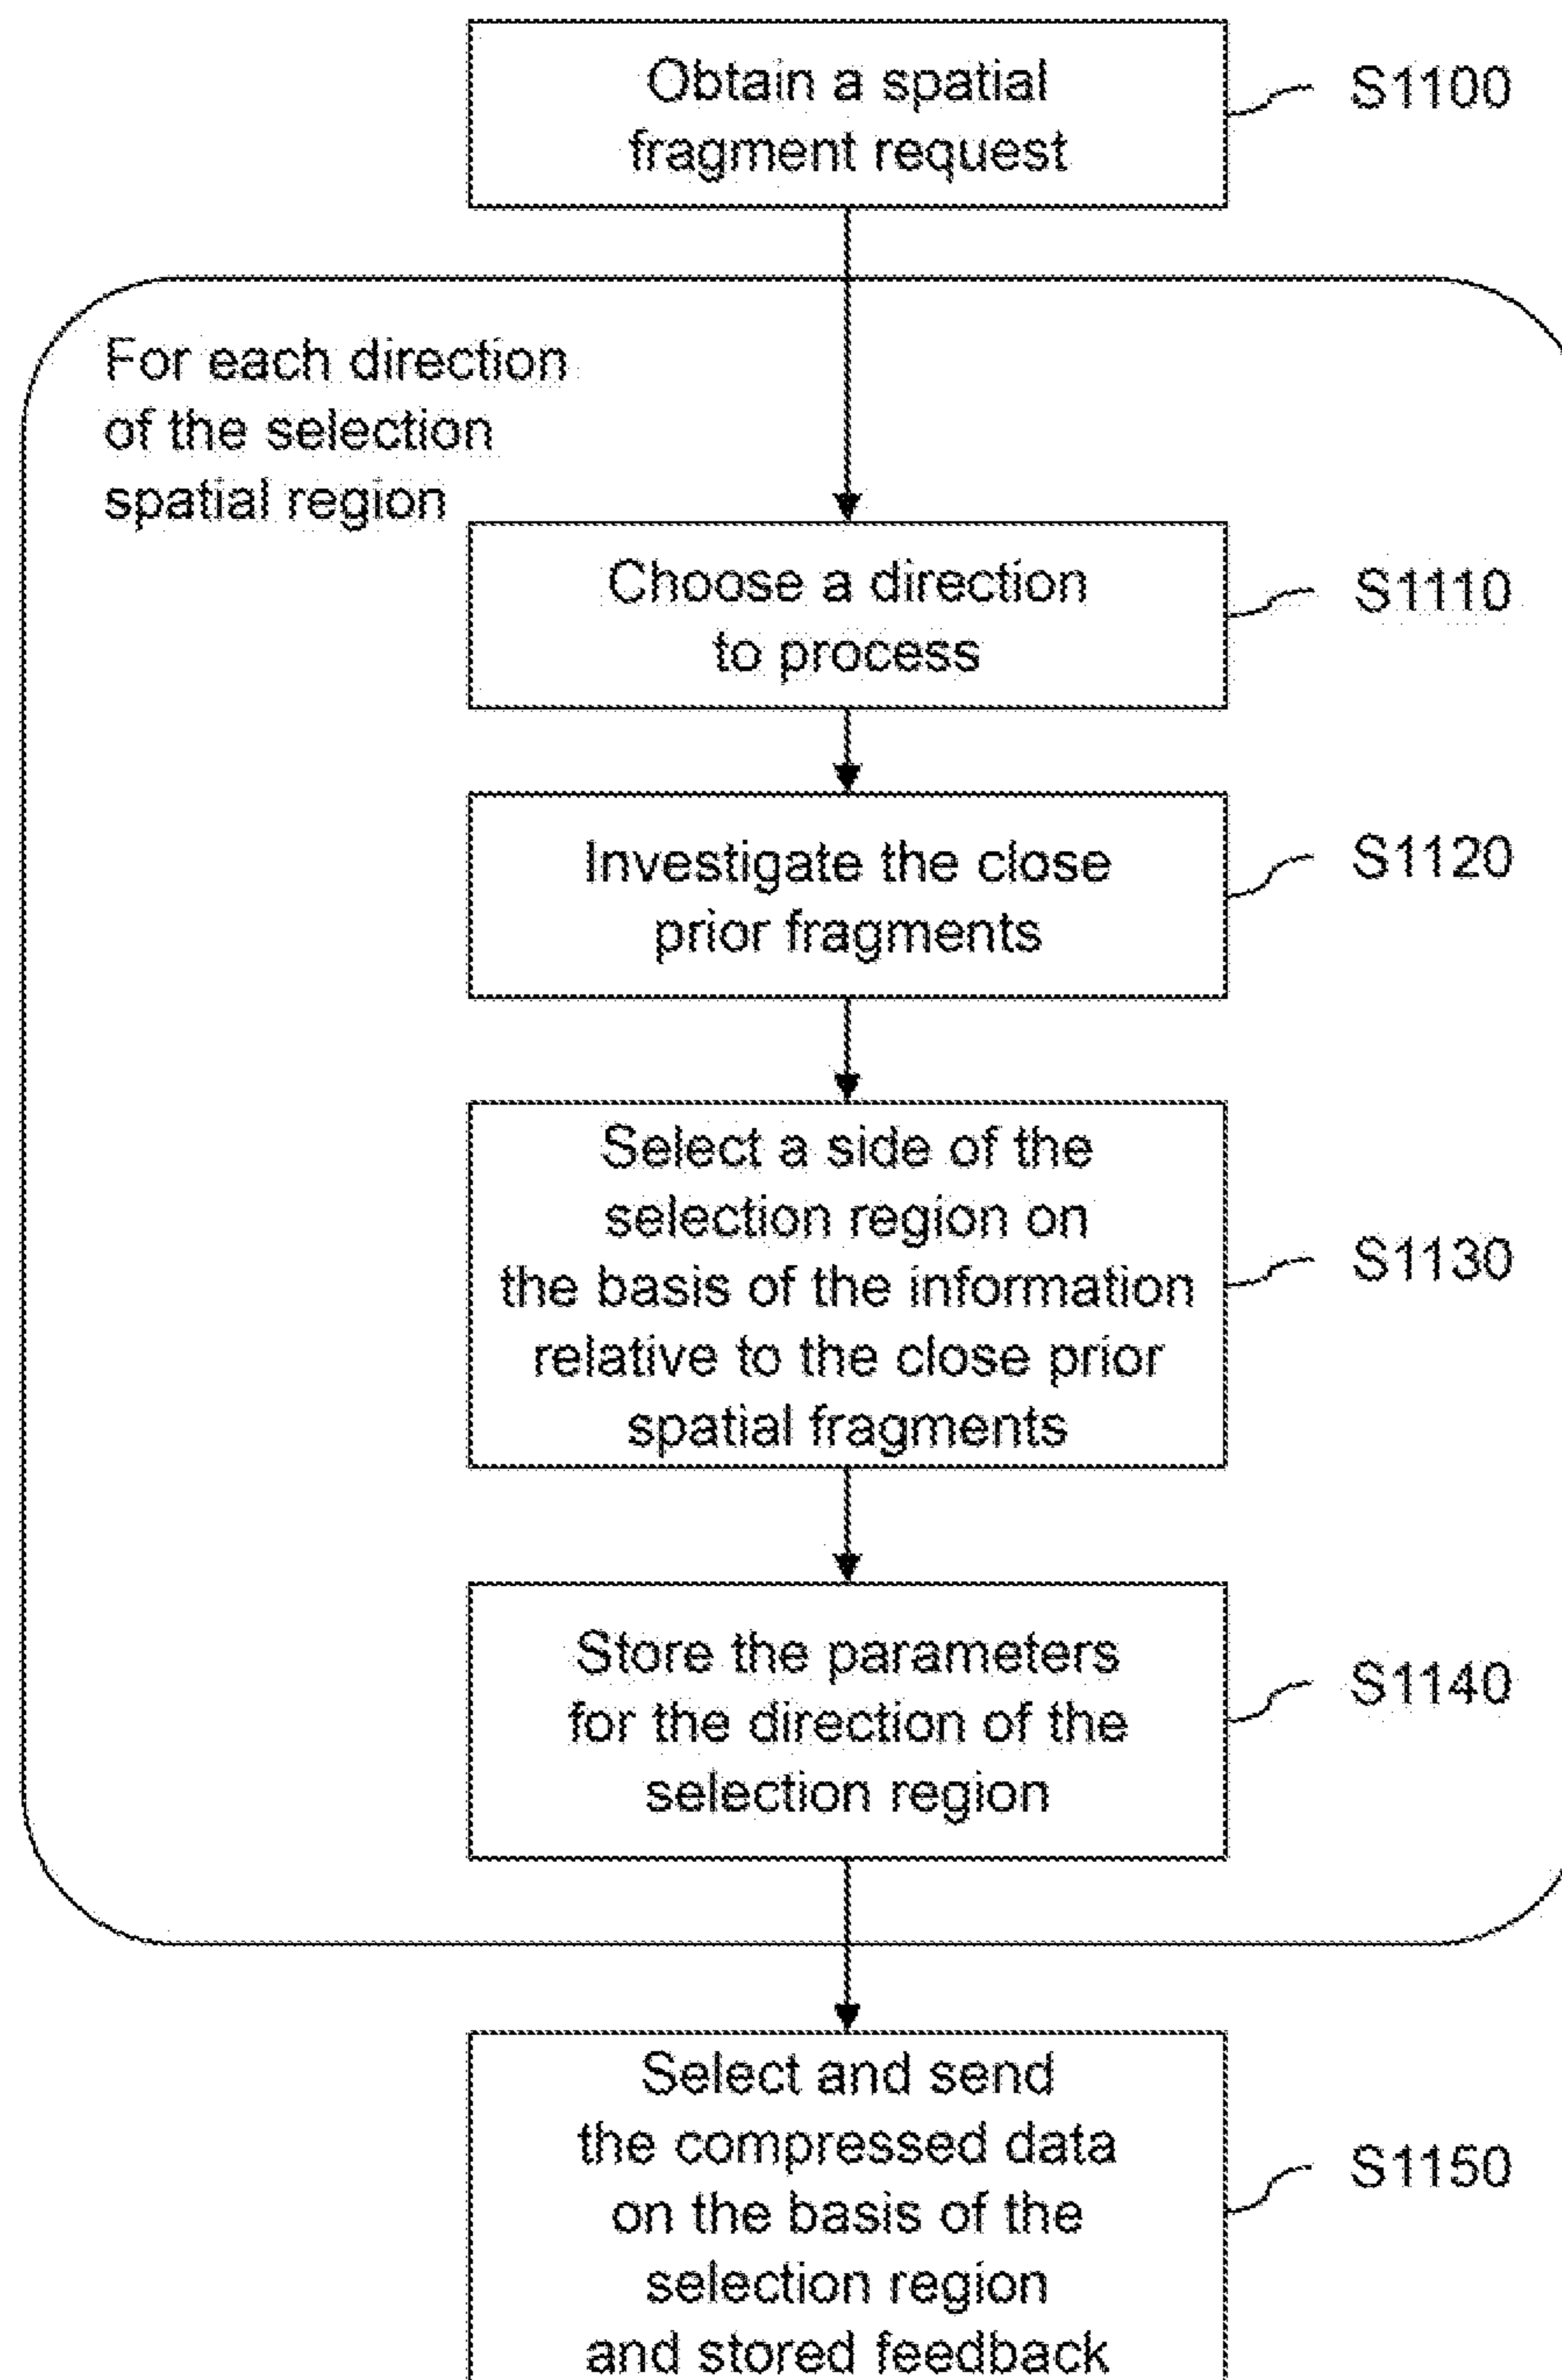 Obtain a spatial
fragment request
S1100
For each direction
of the selection
spatial region
Choose a direction
to process
S1110
Investigate the close
prior fragments
S1120
Select a side of the
selection region on
the basis of the information
relative to the close prior
spatial fragments
S1130
Store the parameters
for the direction of the
selection region
S1140
Select and send
the compressed data
on the basis of the
selection region
and stored feedback
S1150